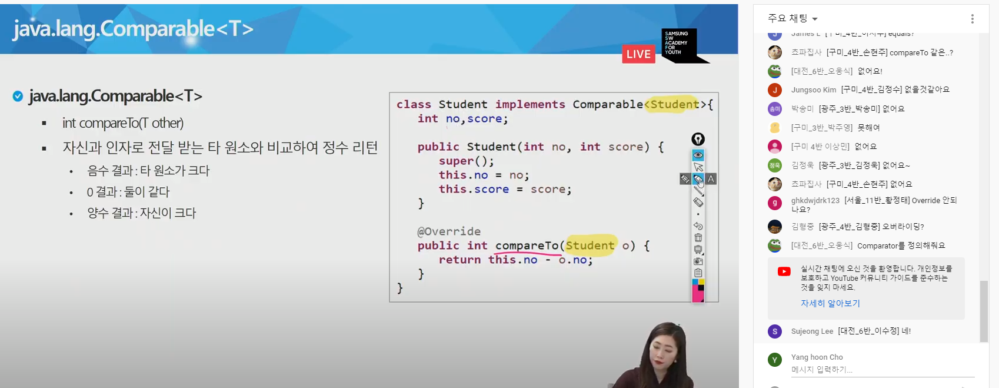 java.lang.Comparable<T>
SAMSUNG
SW
ACADEMY
FOR
YOUTH
LIVE
java.lang.Comparable<T>
int compareTo(T other)
자신과 인자로 전달 받는 타 원소와 비교하여 정수 리턴
음수 결과 : 타 원소가 크다
0 결과 : 둘이 같다
양수 결과 : 자신이 크다
class Student implements Comparable<Student>{
int no,score;
public Student(int no, int score) {
super();
this.no = no;
this.score = score;
}
@Override
public int compareTo(Student o) {
return this.no - o.no;
}
}
A
주요 채팅
James L [구미_4반_이지수] equals?
쵸파집사 [구미_4반_손현주] compareTo 같은..?
[대전_6반_오웅식] 없어요!
J Jungsoo Kim [구미_4반_김정수] 없을것같아요
송미 박송미 [광주_3반_박송미] 없어요
[구미_3반_박주영] 못해여
[구미 4반 이상민] 없어요
정욱 김정욱 [광주_3반_김정욱] 없어요~
쵸파집사 [구미_4반_손현주] 없어요
g ghkdwjdrk123 [서울_11반_황정태] Override 안되
나요?
김형중 [광주_4반_김형중] 오버라이딩?
[대전_6반_오웅식] Comparator를 정의해줘요
실시간 채팅에 오신 것을 환영합니다. 개인정보를
보호하고 YouTube 커뮤니티 가이드를 준수하는
것을 잊지 마세요.
자세히 알아보기
S Sujeong Lee [대전_6반_이수정] 네!
Y Yang hoon Cho
메시지 입력하기...